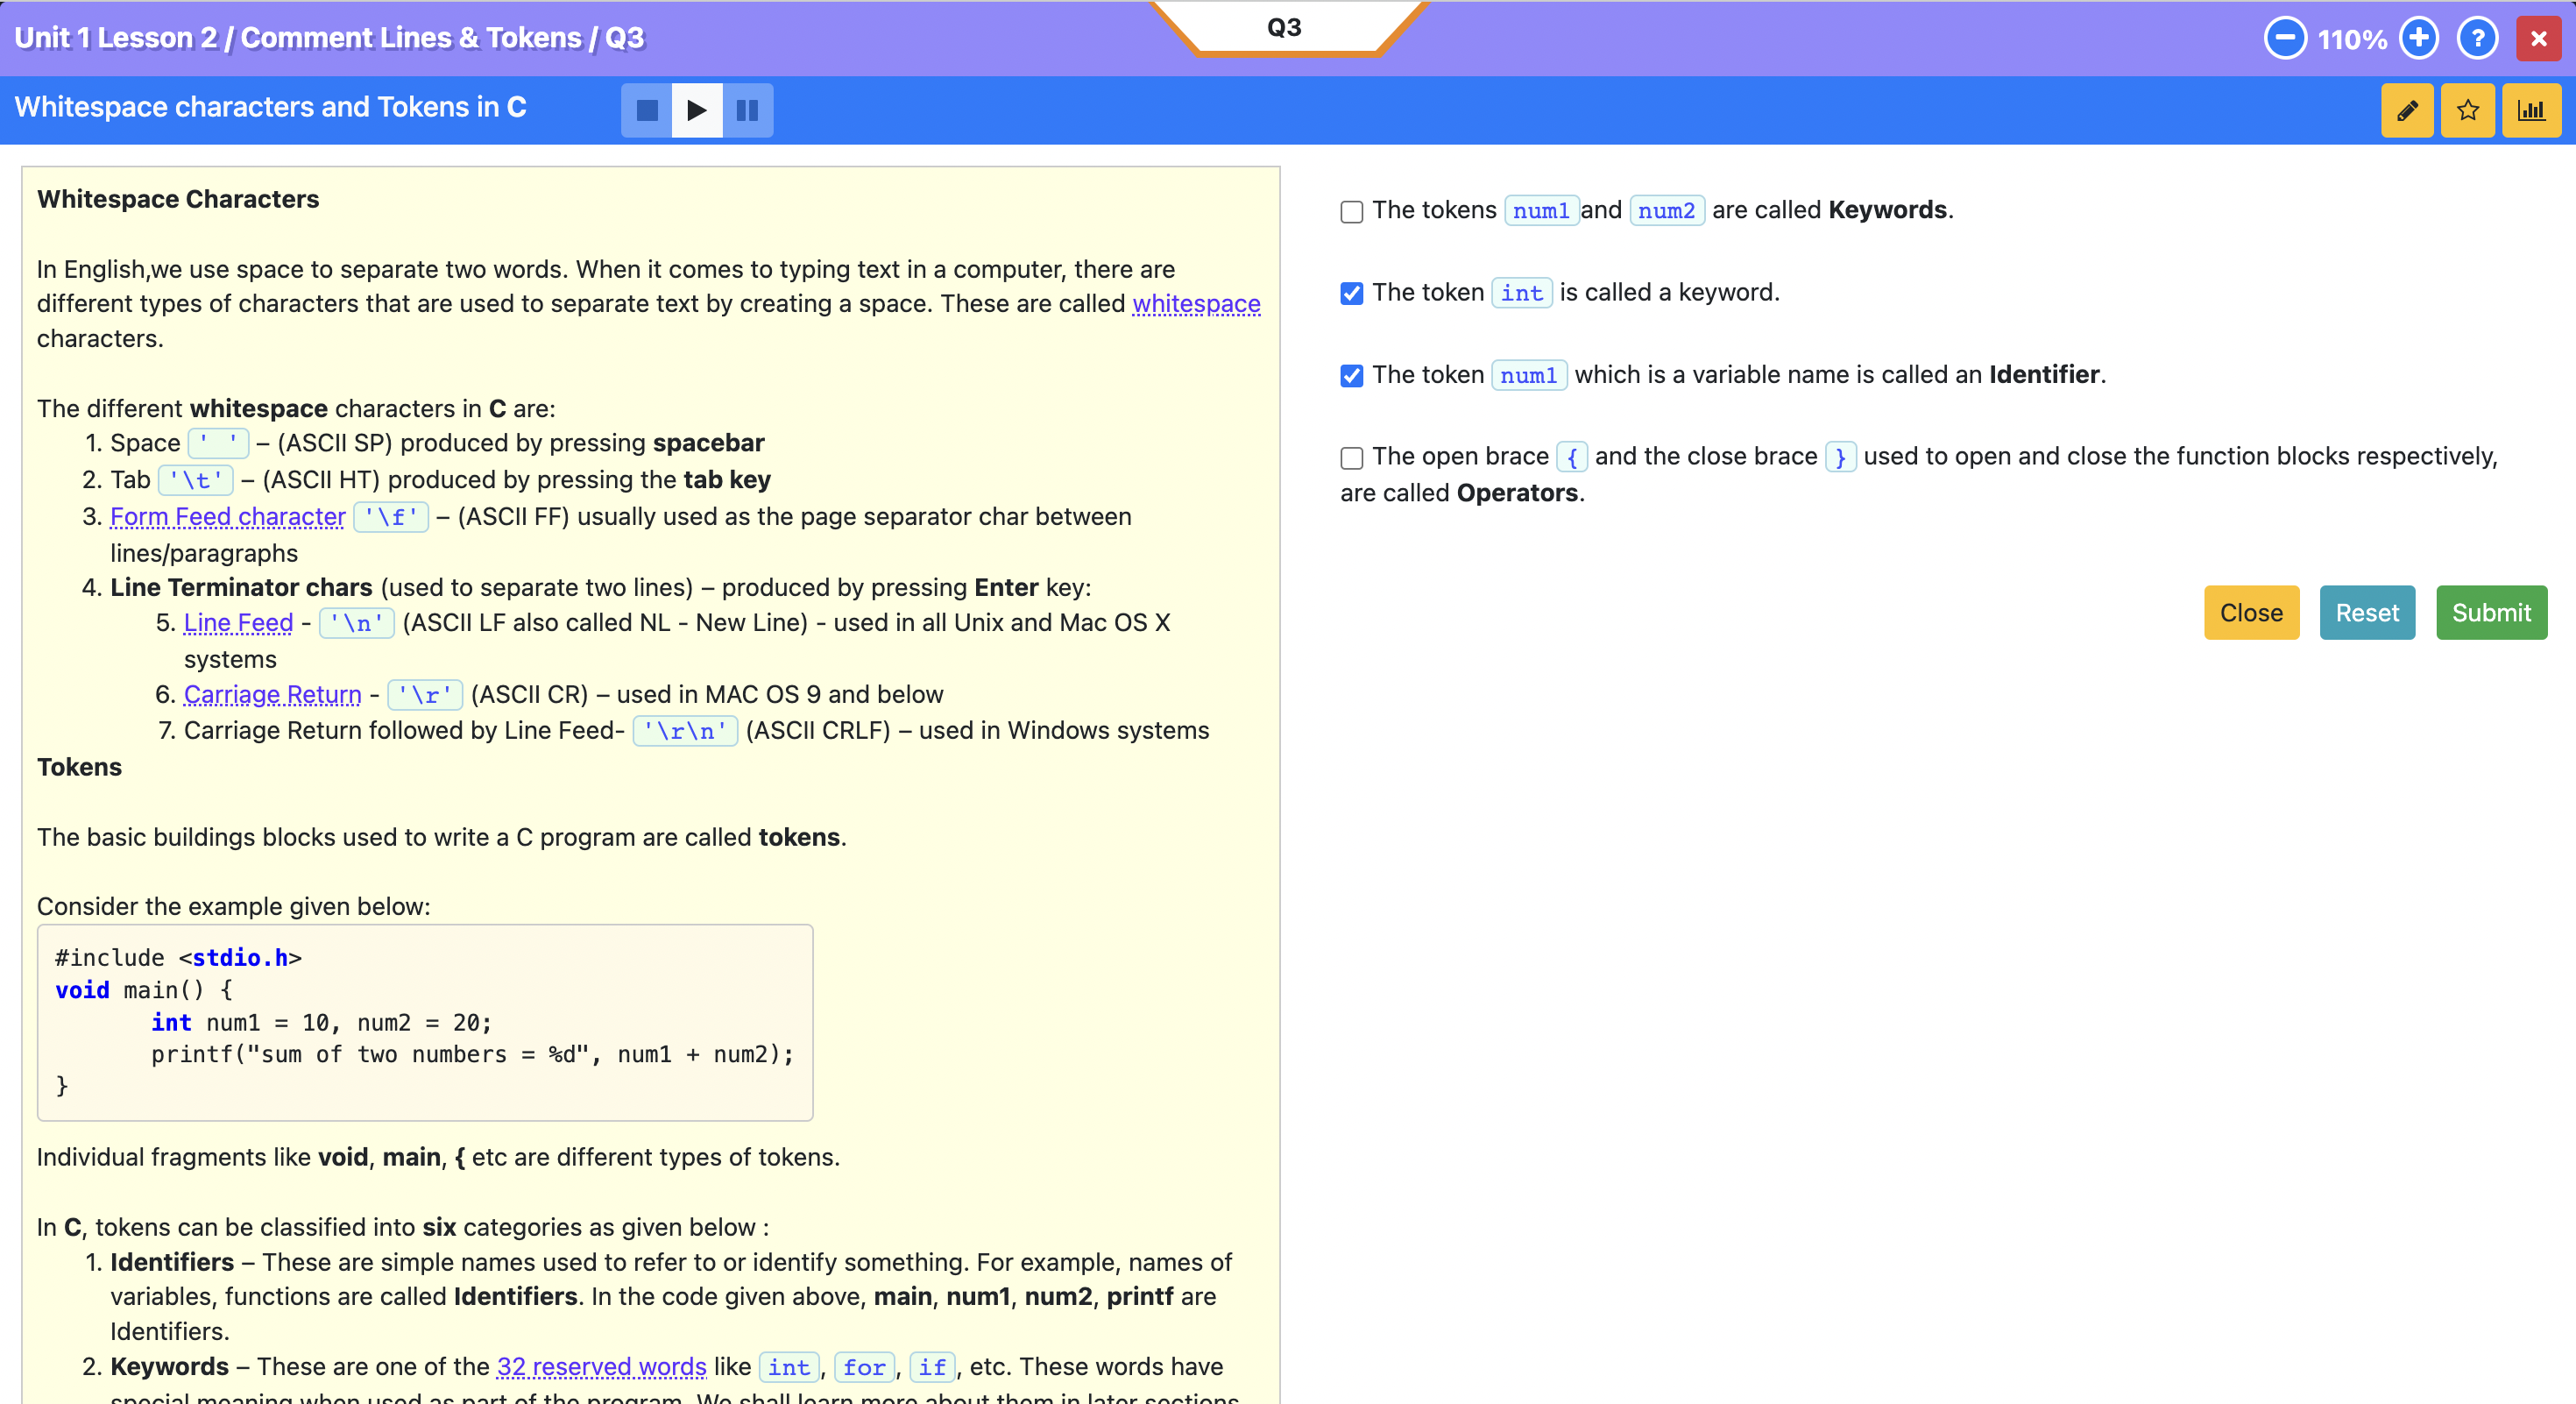 Unit 1 Lesson 2 / Comment Lines & Tokens / Q3
Q3
110%
?
Whitespace characters and Tokens in C
Whitespace Characters
In English,we use space to separate two words. When it comes to typing text in a computer, there are
different types of characters that are used to separate text by creating a space. These are called whitespace
characters.
The different whitespace characters in C are:
1. Space ' ' – (ASCII SP) produced by pressing spacebar
2. Tab '\t' – (ASCII HT) produced by pressing the tab key
3. Form Feed character '\f' – (ASCII FF) usually used as the page separator char between
lines/paragraphs
4. Line Terminator chars (used to separate two lines) – produced by pressing Enter key:
5. Line Feed - '\n' (ASCII LF also called NL - New Line) - used in all Unix and Mac OS X
systems
6. Carriage Return - '\r' (ASCII CR) – used in MAC OS 9 and below
7. Carriage Return followed by Line Feed- '\r\n' (ASCII CRLF) – used in Windows systems
Tokens
The basic buildings blocks used to write a C program are called tokens.
Consider the example given below:
#include <stdio.h>
void main() {
int num1 = 10, num2 = 20;
printf("sum of two numbers = %d", num1 + num2);
}
Individual fragments like void, main, { etc are different types of tokens.
In C, tokens can be classified into six categories as given below :
1. Identifiers – These are simple names used to refer to or identify something. For example, names of
variables, functions are called Identifiers. In the code given above, main, num1, num2, printf are
Identifiers.
2. Keywords – These are one of the 32 reserved words like int, for, if, etc. These words have
special meaning when used as part of the program. We shall learn more about them in later sections
The tokens num1 and num2 are called Keywords.
The token int is called a keyword.
The token num1 which is a variable name is called an Identifier.
The open brace { and the close brace } used to open and close the function blocks respectively,
are called Operators.
Close
Reset
Submit